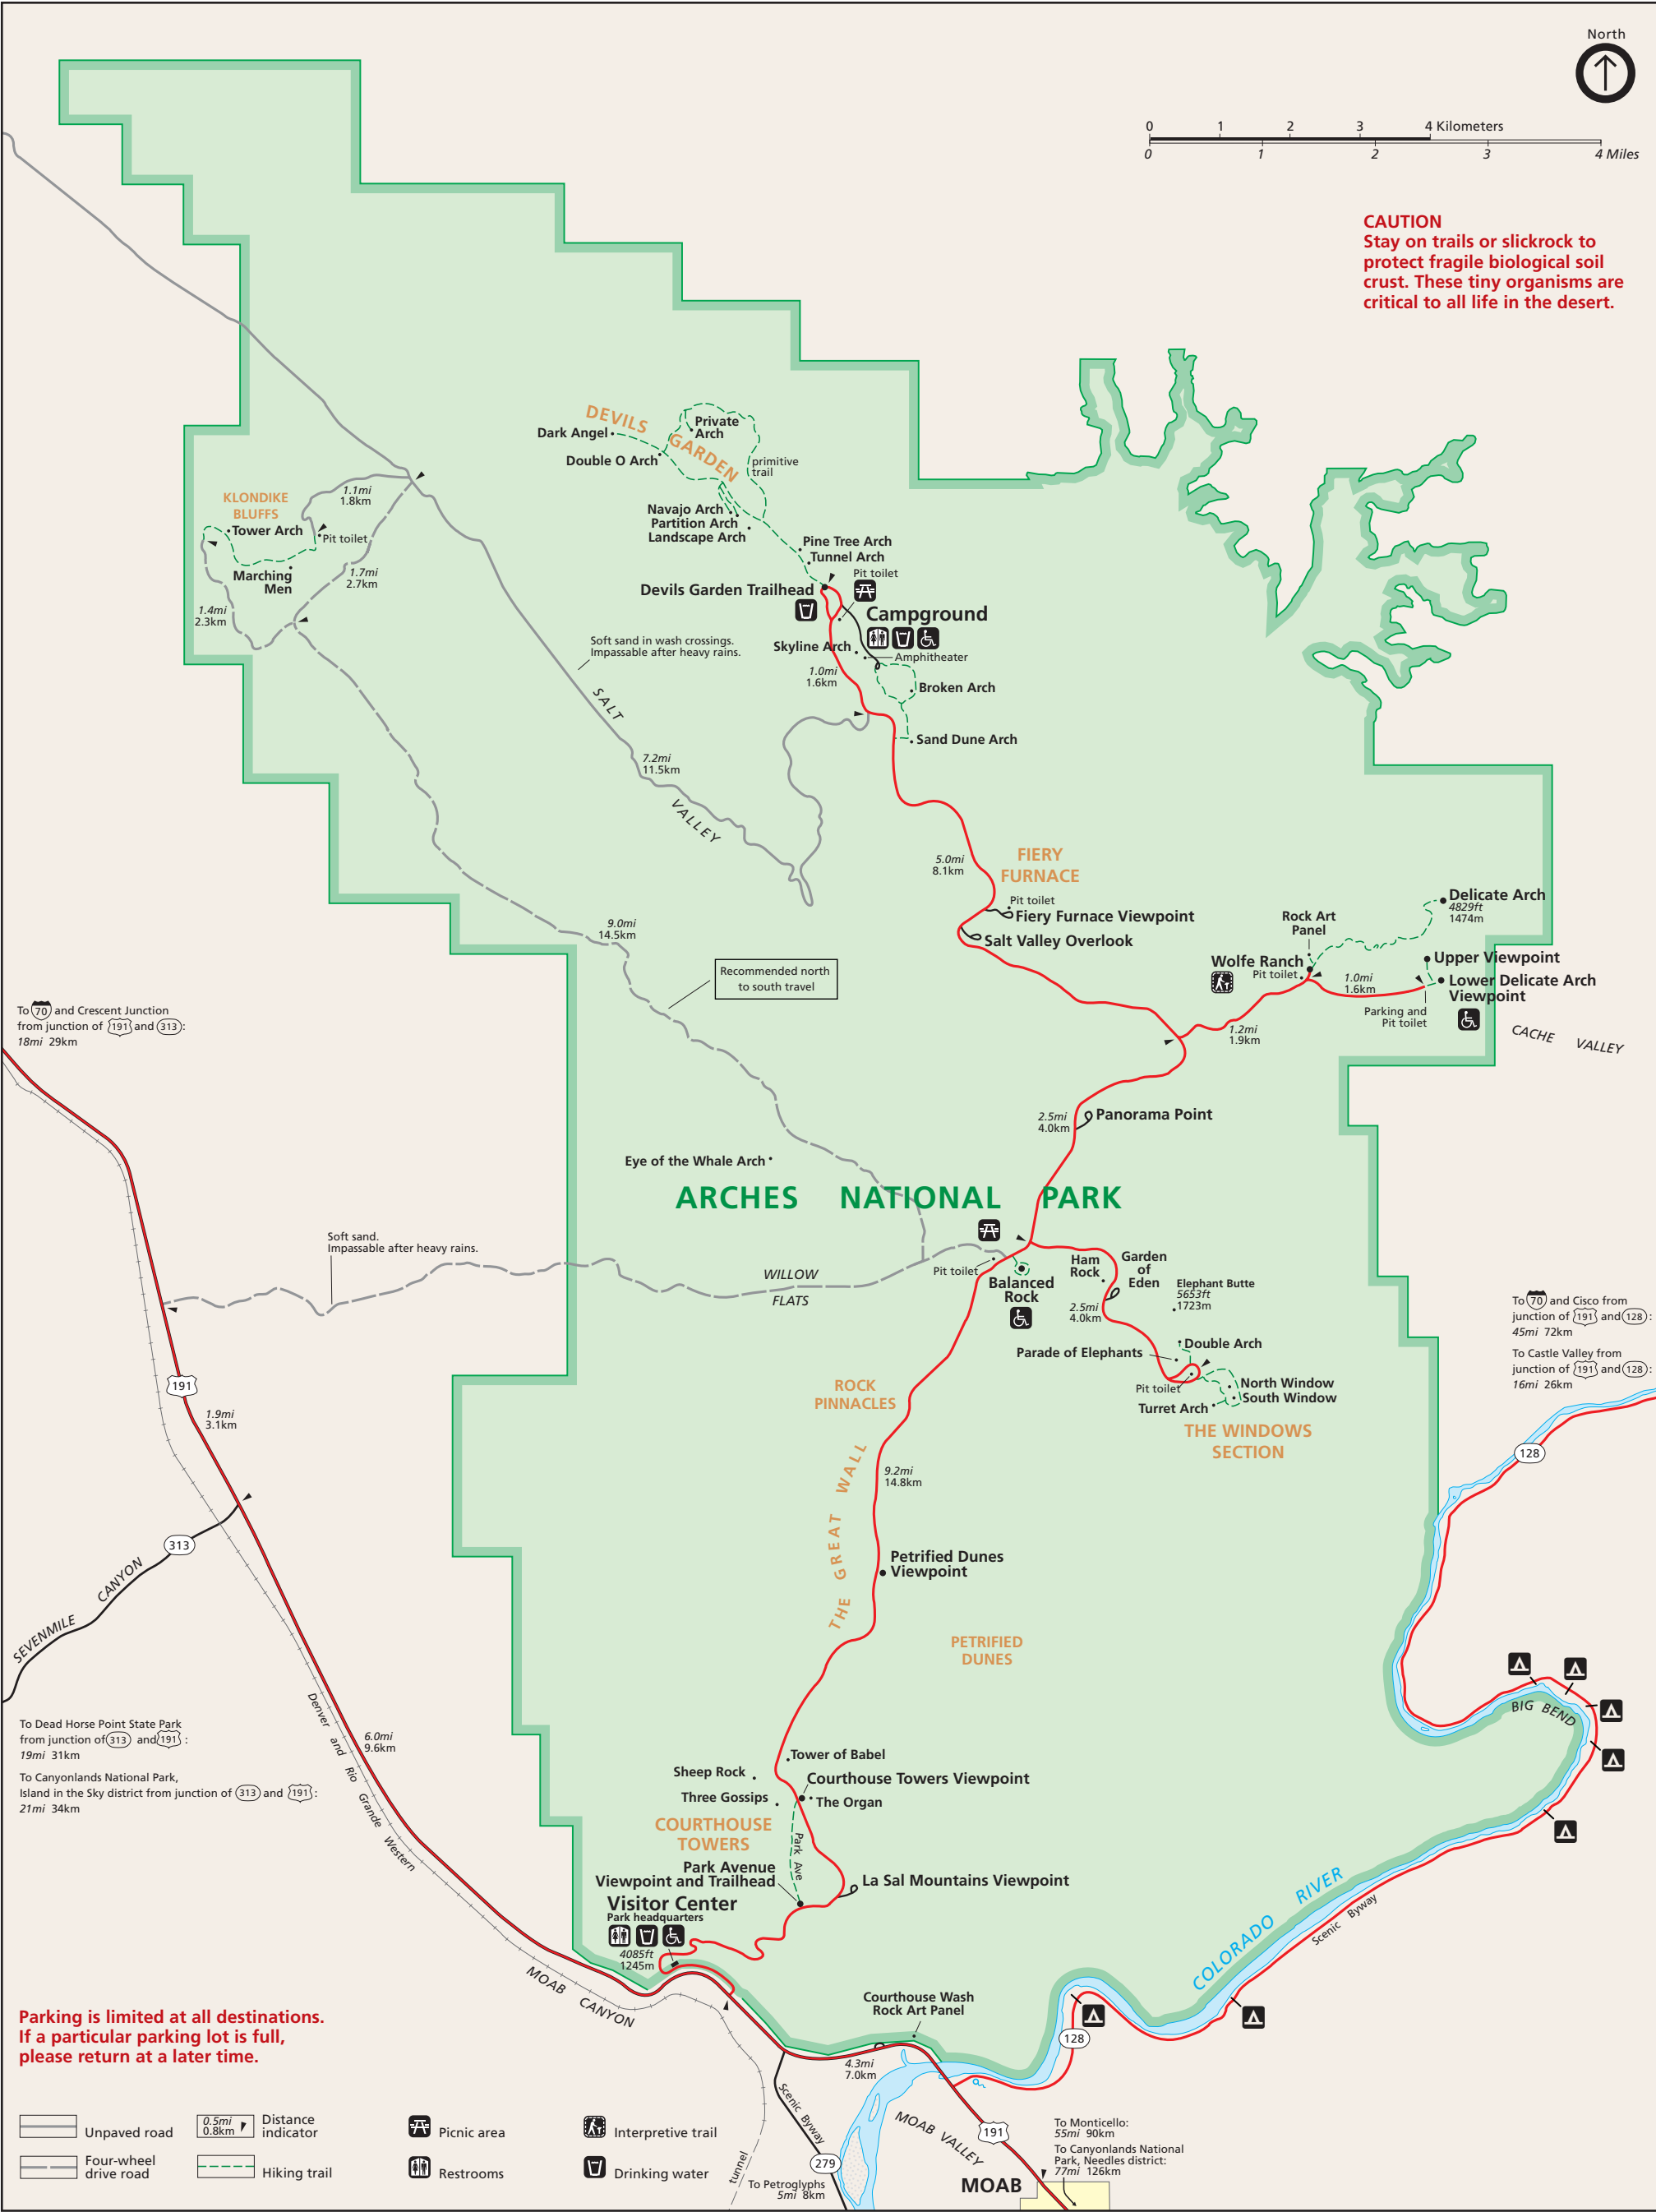 North
0 1 2 3 4 Kilometers
0 1 2 3 4 Miles
CAUTION
Stay on trails or slickrock to
protect fragile biological soil
crust. These tiny organisms are
critical to all life in the desert.
DEVILS GARDEN
Private
Arch
Dark Angel
Double O Arch
primitive
trail
Navajo Arch
Partition Arch
Landscape Arch
Pine Tree Arch
Tunnel Arch
Pit toilet
Devils Garden Trailhead
Campground
Skyline Arch
Amphitheater
1.0mi
1.6km
Broken Arch
Sand Dune Arch
KLONDIKE
BLUFFS
1.1mi
1.8km
Tower Arch
Pit toilet
Marching
Men
1.7mi
2.7km
1.4mi
2.3km
Soft sand in wash crossings.
Impassable after heavy rains.
SALT
VALLEY
7.2mi
11.5km
5.0mi
8.1km
FIERY
FURNACE
Pit toilet
Fiery Furnace Viewpoint
Salt Valley Overlook
Delicate Arch
4829ft
1474m
Rock Art
Panel
Wolfe Ranch
Pit toilet
Upper Viewpoint
1.0mi
1.6km
Lower Delicate Arch
Viewpoint
Parking and
Pit toilet
1.2mi
1.9km
CACHE VALLEY
9.0mi
14.5km
Recommended north
to south travel
To 70 and Crescent Junction
from junction of 191 and 313:
18mi 29km
2.5mi
4.0km
Panorama Point
Eye of the Whale Arch
ARCHES NATIONAL PARK
Soft sand.
Impassable after heavy rains.
WILLOW
FLATS
Pit toilet
Balanced
Rock
Ham
Rock
Garden
of
Eden
Elephant Butte
5653ft
1723m
2.5mi
4.0km
Double Arch
Parade of Elephants
Pit toilet
North Window
South Window
Turret Arch
THE WINDOWS
SECTION
To 70 and Cisco from
junction of 191 and 128:
45mi 72km
To Castle Valley from
junction of 191 and 128:
16mi 26km
191
1.9mi
3.1km
ROCK
PINNACLES
THE GREAT WALL
9.2mi
14.8km
128
313
SEVENMILE CANYON
Petrified Dunes
Viewpoint
PETRIFIED
DUNES
BIG BEND
To Dead Horse Point State Park
from junction of 313 and 191 :
19mi 31km
To Canyonlands National Park,
Island in the Sky district from junction of 313 and 191 :
21mi 34km
Denver and Rio Grande Western
6.0mi
9.6km
Tower of Babel
Sheep Rock
Courthouse Towers Viewpoint
Three Gossips
The Organ
COURTHOUSE
TOWERS
Park Ave
Park Avenue
Viewpoint and Trailhead
La Sal Mountains Viewpoint
Visitor Center
Park headquarters
4085ft
1245m
COLORADO RIVER
Scenic Byway
MOAB CANYON
Courthouse Wash
Rock Art Panel
128
4.3mi
7.0km
Parking is limited at all destinations.
If a particular parking lot is full,
please return at a later time.
Scenic Byway
MOAB VALLEY
191
279
tunnel
To Petroglyphs
5mi 8km
MOAB
To Monticello:
55mi 90km
To Canyonlands National
Park, Needles district:
77mi 126km
Unpaved road
0.5mi
0.8km
Distance
indicator
Picnic area
Interpretive trail
Four-wheel
drive road
Hiking trail
Restrooms
Drinking water